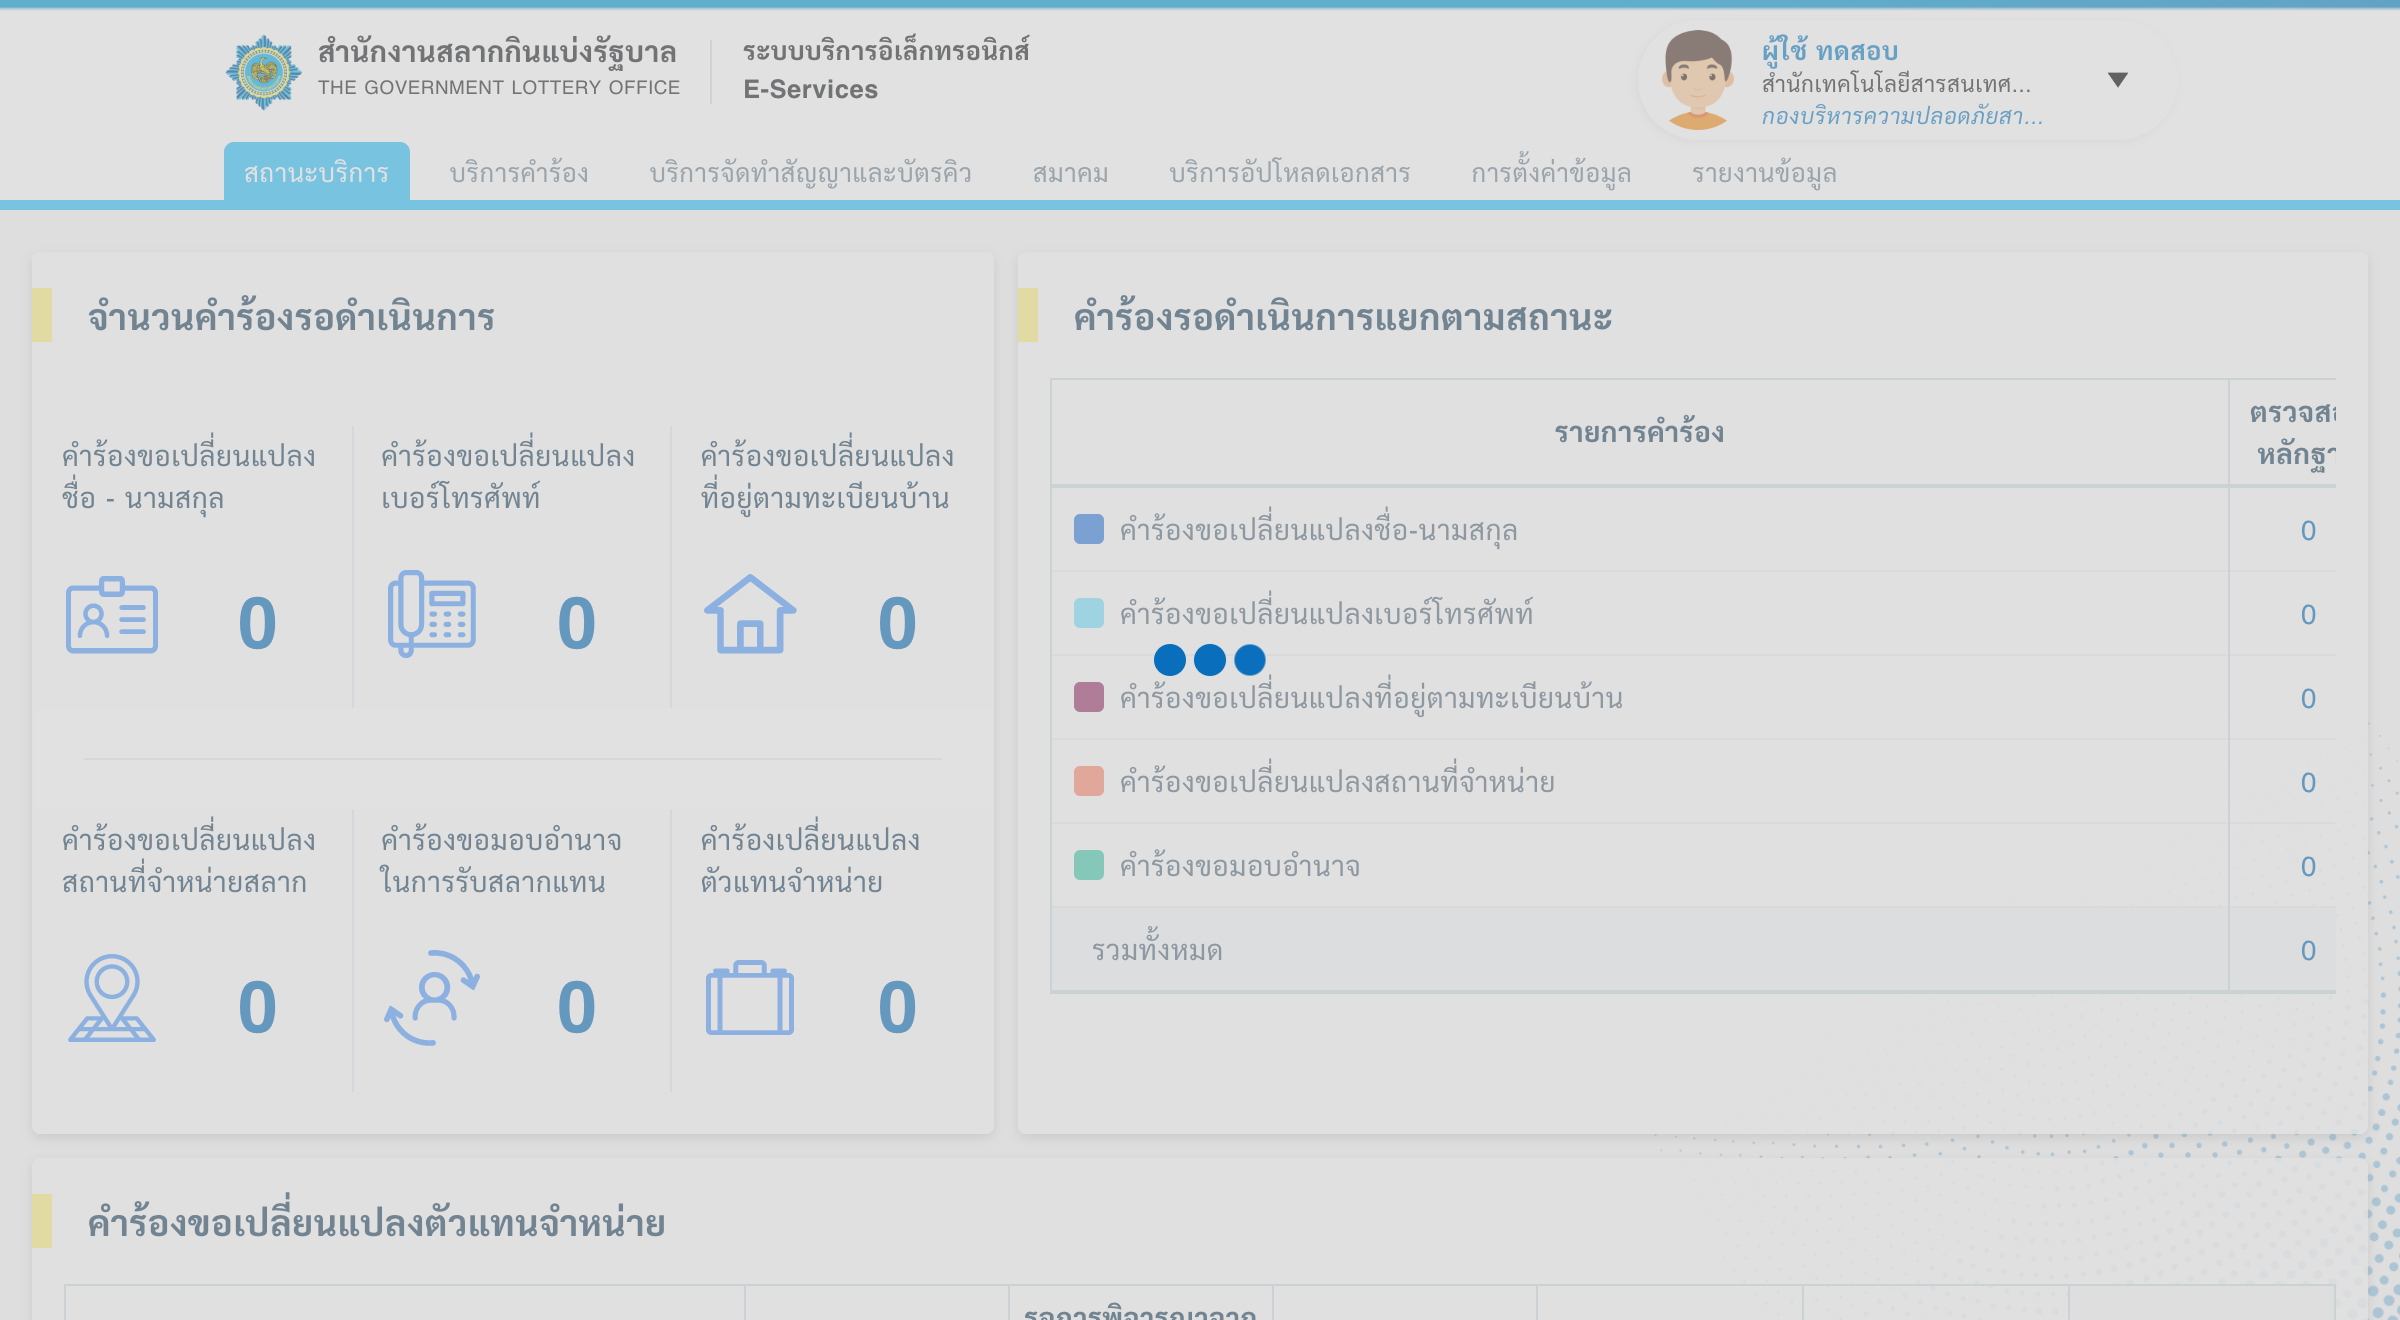 สำนักงานสลากกินแบ่งรัฐบาล
THE GOVERNMENT LOTTERY OFFICE
ระบบบริการอิเล็กทรอนิกส์
E-Services
ผู้ใช้ ทดสอบ
สำนักเทคโนโลยีสารสนเทศ...
กองบริหารความปลอดภัยสา...
สถานะบริการ
บริการคำร้อง
บริการจัดทำสัญญาและบัตรคิว
สมาคม
บริการอัปโหลดเอกสาร
การตั้งค่าข้อมูล
รายงานข้อมูล
จำนวนคำร้องรอดำเนินการ
คำร้องขอเปลี่ยนแปลง
ชื่อ - นามสกุล
0
คำร้องขอเปลี่ยนแปลง
เบอร์โทรศัพท์
0
คำร้องขอเปลี่ยนแปลง
ที่อยู่ตามทะเบียนบ้าน
0
คำร้องขอเปลี่ยนแปลง
สถานที่จำหน่ายสลาก
0
คำร้องขอมอบอำนาจ
ในการรับสลากแทน
0
คำร้องเปลี่ยนแปลง
ตัวแทนจำหน่าย
0
คำร้องรอดำเนินการแยกตามสถานะ
รายการคำร้อง
คำร้องขอเปลี่ยนแปลงชื่อ-นามสกุล
0
คำร้องขอเปลี่ยนแปลงเบอร์โทรศัพท์
0
คำร้องขอเปลี่ยนแปลงที่อยู่ตามทะเบียนบ้าน
0
คำร้องขอเปลี่ยนแปลงสถานที่จำหน่าย
0
คำร้องขอมอบอำนาจ
0
รวมทั้งหมด
0
คำร้องขอเปลี่ยนแปลงตัวแทนจำหน่าย
รอการพิจารณาจาก